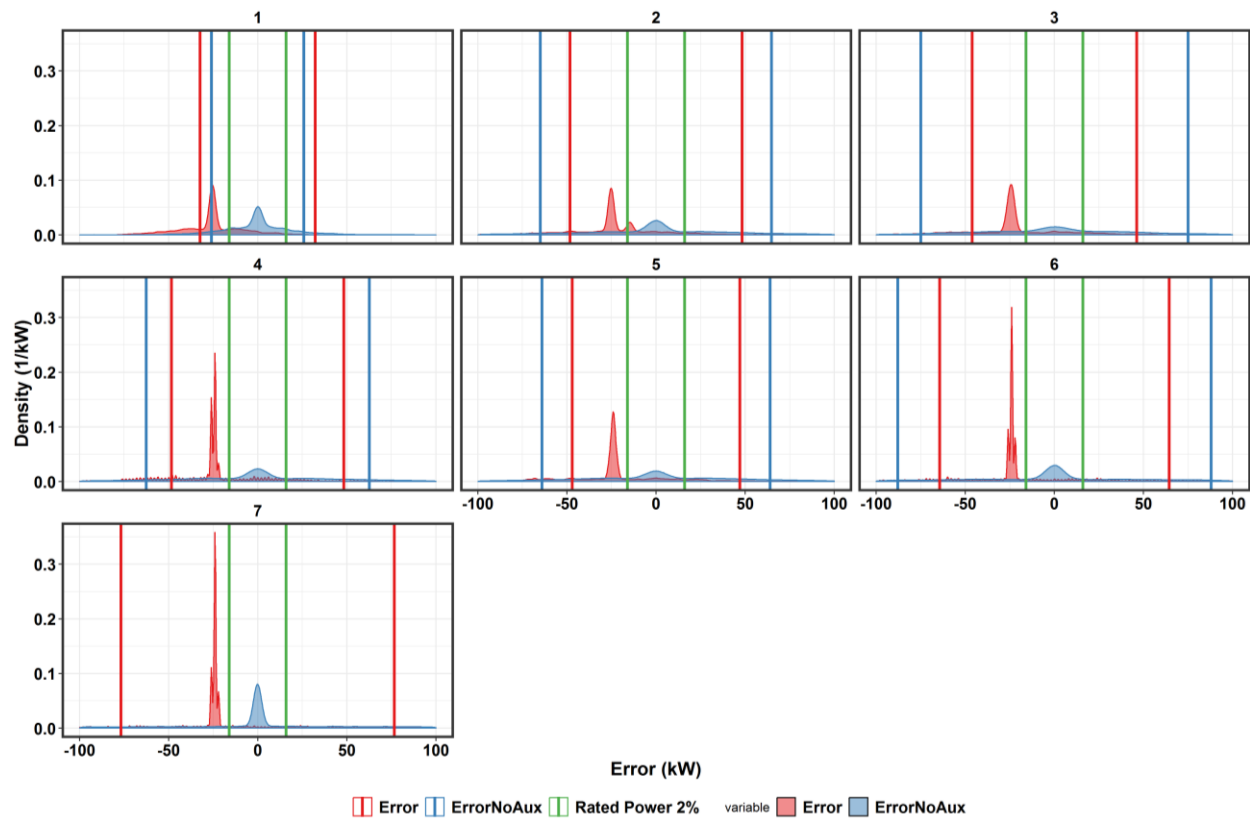 1 2 3
0.3
0.2
0.1
0.0
4 5 6
0.3
0.2
0.1
0.0
-100 -50 0 50 100 -100 -50 0 50 100
7
0.3
0.2
0.1
0.0
-100 -50 0 50 100
Density (1/kW)
Error (kW)
Error ErrorNoAux Rated Power 2% variable Error ErrorNoAux